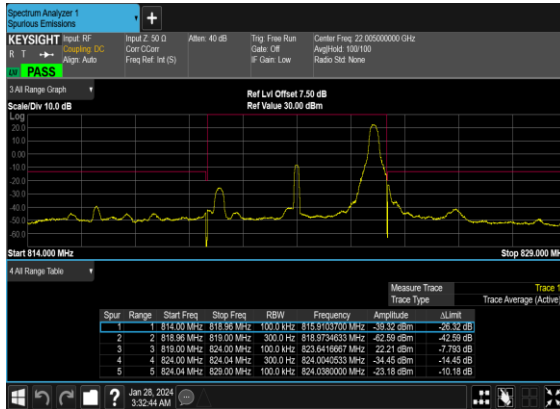 Spectrum Analyzer 1
Spurious Emissions
KEYSIGHT Input: RF Input Z: 50 Ω Atten: 40 dB Trig: Free Run Center Freq: 22.005000000 GHz
R T Coupling: DC Corr CCorr Gate: Off Avg|Hold: 100/100
Align: Auto Freq Ref: Int (S) IF Gain: Low Radio Std: None
LV PASS
3 All Range Graph
Scale/Div 10.0 dB Ref Lvl Offset 7.50 dB
Ref Value 30.00 dBm
Log
20.0
10.0
0.00
-10.0
-20.0
-30.0
-40.0
-50.0
-60.0
Start 814.000 MHz Stop 829.000 MH
4 All Range Table
Measure Trace Trace 1
Trace Type Trace Average (Active)
Spur Range Start Freq Stop Freq RBW Frequency Amplitude ΔLimit
1 1 814.00 MHz 818.96 MHz 100.0 kHz 815.9103700 MHz -39.32 dBm -26.32 dB
2 2 818.96 MHz 819.00 MHz 300.0 Hz 818.9734633 MHz -62.59 dBm -42.59 dB
3 3 819.00 MHz 824.00 MHz 100.0 kHz 823.6416667 MHz 22.21 dBm -7.793 dB
4 4 824.00 MHz 824.04 MHz 300.0 Hz 824.0040533 MHz -34.45 dBm -14.45 dB
5 5 824.04 MHz 829.00 MHz 100.0 kHz 824.0380000 MHz -23.18 dBm -10.18 dB
Jan 28, 2024
3:32:44 AM